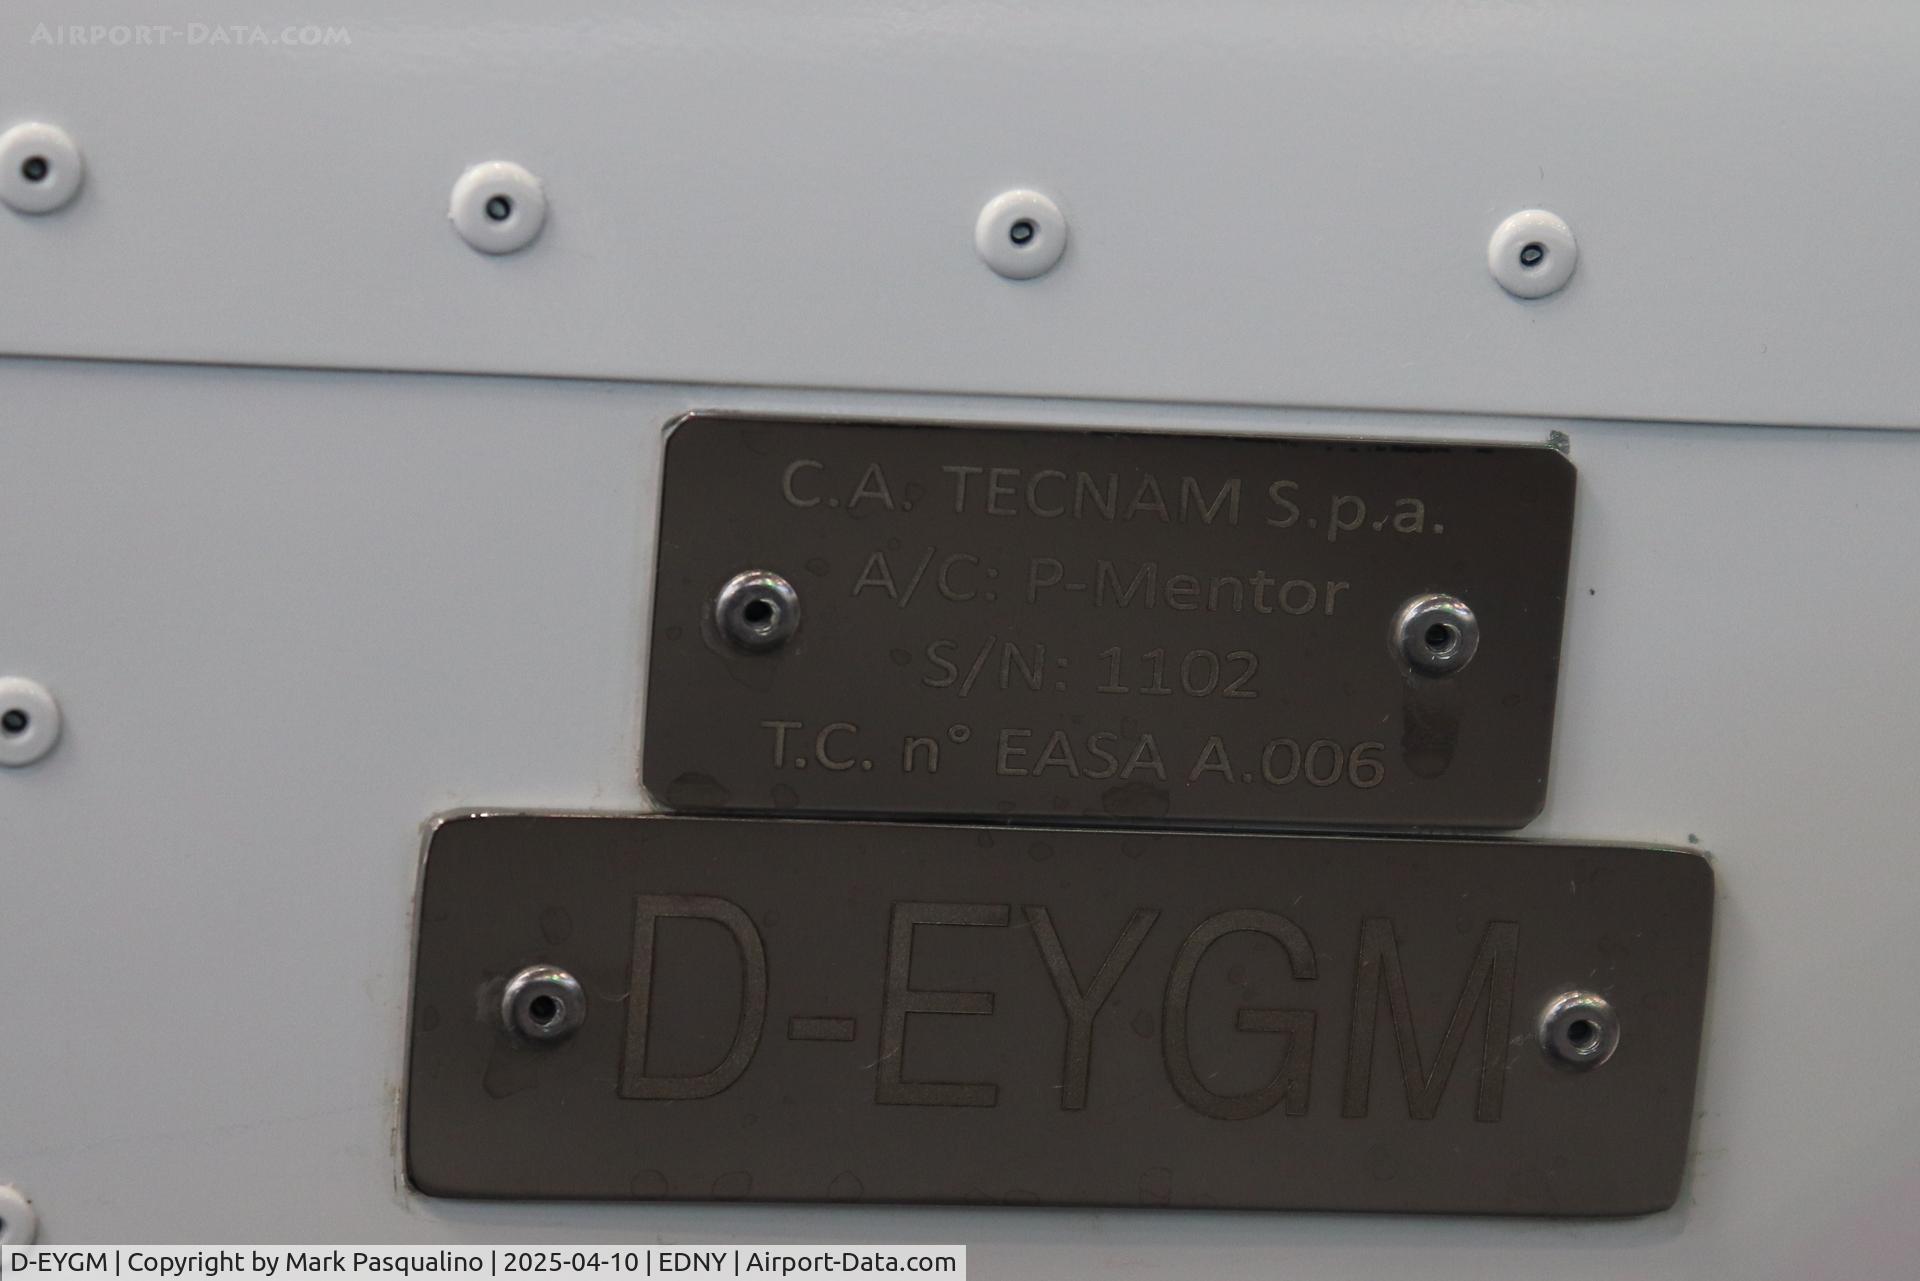 AIRPORT-DATA.COM
C.A. TECNAM S.p.a.
A/C: P-Mentor
S/N: 1102
T.C. n° EASA A.006
D-EYGM
D-EYGM | Copyright by Mark Pasqualino | 2025-04-10 | EDNY | Airport-Data.com